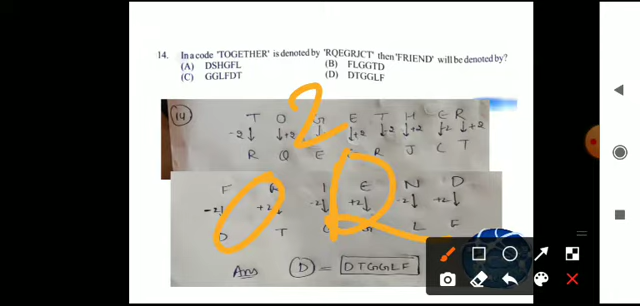 14. In a code 'TOGETHER' is denoted by 'RQEGRJCT' then 'FRIEND' will be denoted by?
(A) DSHGFL (B) FLGGTD
(C) GGLFDT (D) DTGGLF
14 T O G E T H E R
-2 +2 +2 -2 +2 -2 +2
R Q E R J C T
F I E N D
-2 +2 -2 +2 -2 +2
D T L F
Ans (D) = DTGGLF
2